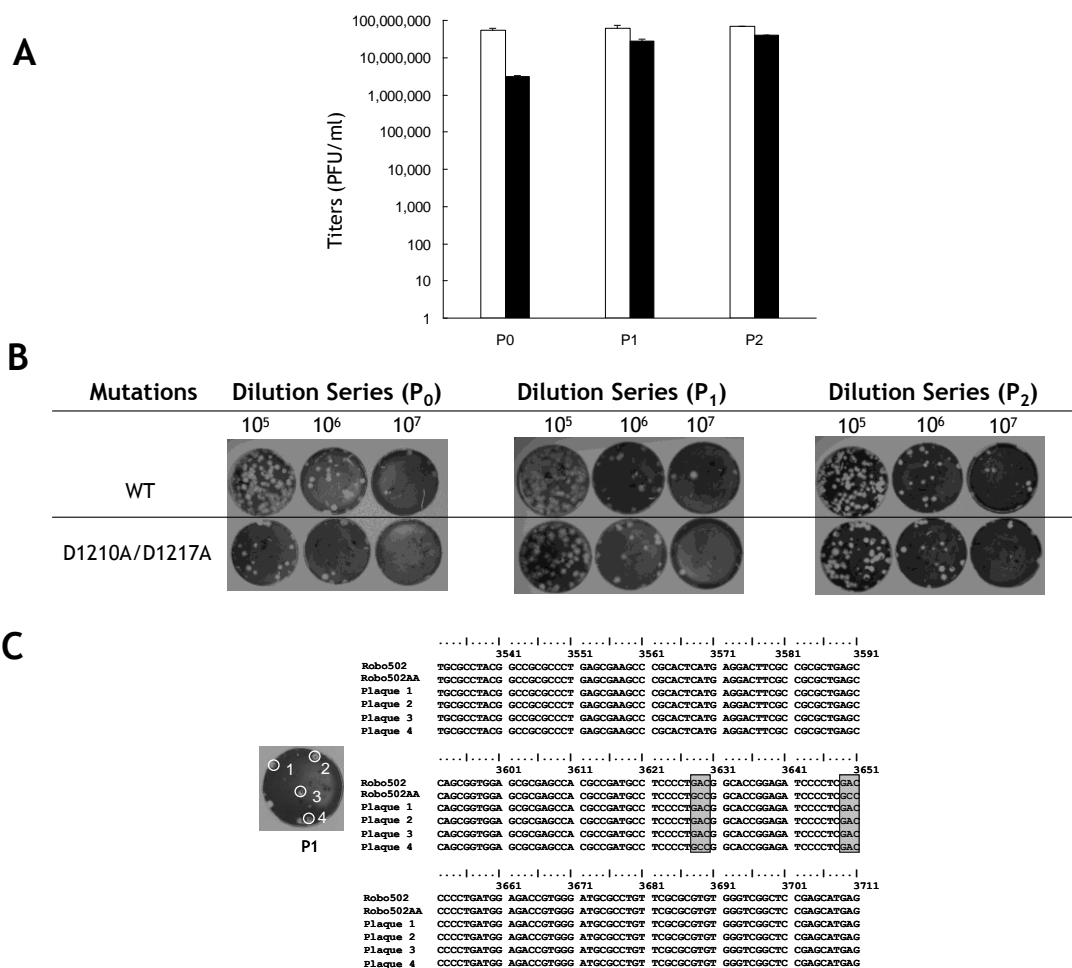 A
100,000,000
10,000,000
1,000,000
100,000
10,000
1,000
100
10
1
Titers (PFU/ml)
P0 P1 P2
B
Mutations Dilution Series (P₀) Dilution Series (P₁) Dilution Series (P₂)
10⁵ 10⁶ 10⁷ 10⁵ 10⁶ 10⁷ 10⁵ 10⁶ 10⁷
WT
D1210A/D1217A
C
....|....| ....|....| ....|....| ....|....| ....|....| ....|....|
3541 3551 3561 3571 3581 3591
Robo502 TGCGCCTACG GCCGCGCCCT GAGCGAAGCC CGCACTCATG AGGACTTCGC CGCGCTGAGC
Robo502AA TGCGCCTACG GCCGCGCCCT GAGCGAAGCC CGCACTCATG AGGACTTCGC CGCGCTGAGC
Plaque 1 TGCGCCTACG GCCGCGCCCT GAGCGAAGCC CGCACTCATG AGGACTTCGC CGCGCTGAGC
Plaque 2 TGCGCCTACG GCCGCGCCCT GAGCGAAGCC CGCACTCATG AGGACTTCGC CGCGCTGAGC
Plaque 3 TGCGCCTACG GCCGCGCCCT GAGCGAAGCC CGCACTCATG AGGACTTCGC CGCGCTGAGC
Plaque 4 TGCGCCTACG GCCGCGCCCT GAGCGAAGCC CGCACTCATG AGGACTTCGC CGCGCTGAGC
1 2 3 4
P1
....|....| ....|....| ....|....| ....|....| ....|....| ....|....|
3601 3611 3621 3631 3641 3651
Robo502 CAGCGGTGGA GCGCGAGCCA CGCCGATGCC TCCCCTGACG GCACCGGAGA TCCCCTCGAC
Robo502AA CAGCGGTGGA GCGCGAGCCA CGCCGATGCC TCCCCTGCCG GCACCGGAGA TCCCCTCGCC
Plaque 1 CAGCGGTGGA GCGCGAGCCA CGCCGATGCC TCCCCTGACG GCACCGGAGA TCCCCTCGAC
Plaque 2 CAGCGGTGGA GCGCGAGCCA CGCCGATGCC TCCCCTGACG GCACCGGAGA TCCCCTCGAC
Plaque 3 CAGCGGTGGA GCGCGAGCCA CGCCGATGCC TCCCCTGACG GCACCGGAGA TCCCCTCGAC
Plaque 4 CAGCGGTGGA GCGCGAGCCA CGCCGATGCC TCCCCTGCCG GCACCGGAGA TCCCCTCGAC
....|....| ....|....| ....|....| ....|....| ....|....| ....|....|
3661 3671 3681 3691 3701 3711
Robo502 CCCCTGATGG AGACCGTGGG ATGCGCCTGT TCGCGCGTGT GGGTCGGCTC CGAGCATGAG
Robo502AA CCCCTGATGG AGACCGTGGG ATGCGCCTGT TCGCGCGTGT GGGTCGGCTC CGAGCATGAG
Plaque 1 CCCCTGATGG AGACCGTGGG ATGCGCCTGT TCGCGCGTGT GGGTCGGCTC CGAGCATGAG
Plaque 2 CCCCTGATGG AGACCGTGGG ATGCGCCTGT TCGCGCGTGT GGGTCGGCTC CGAGCATGAG
Plaque 3 CCCCTGATGG AGACCGTGGG ATGCGCCTGT TCGCGCGTGT GGGTCGGCTC CGAGCATGAG
Plaque 4 CCCCTGATGG AGACCGTGGG ATGCGCCTGT TCGCGCGTGT GGGTCGGCTC CGAGCATGAG